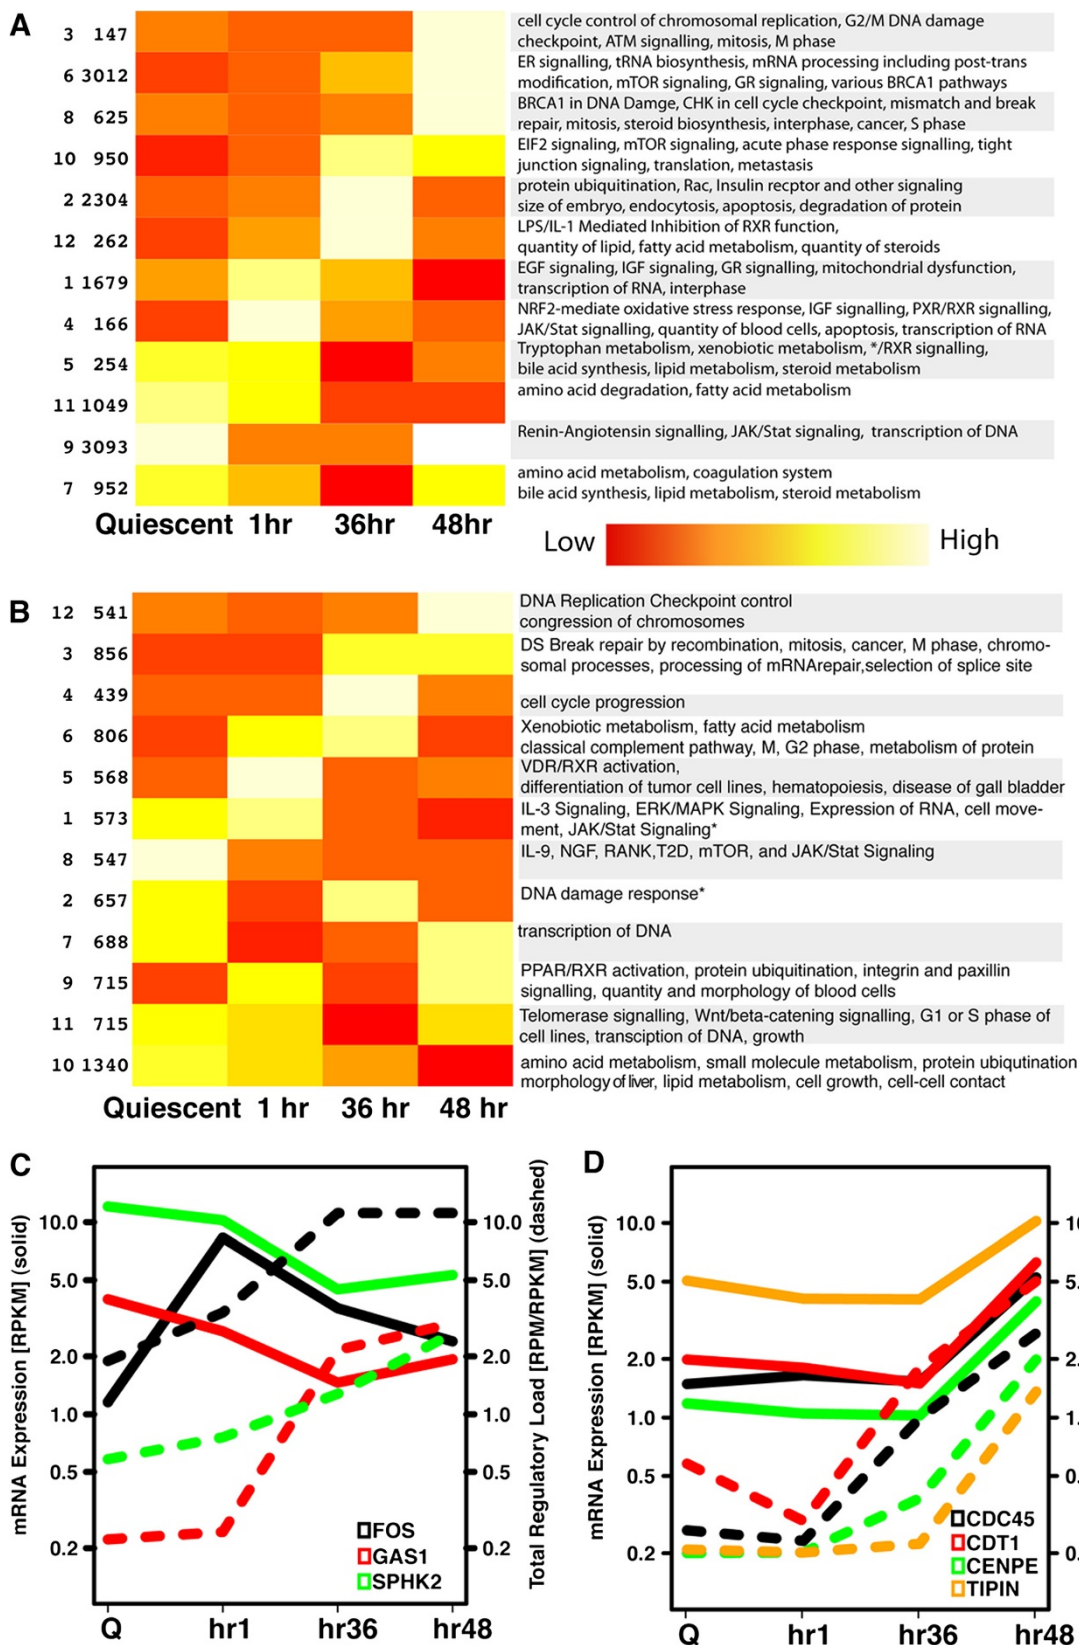 A
3 147 cell cycle control of chromosomal replication, G2/M DNA damage
checkpoint, ATM signalling, mitosis, M phase
6 3012 ER signalling, tRNA biosynthesis, mRNA processing including post-trans
modification, mTOR signaling, GR signaling, various BRCA1 pathways
8 625 BRCA1 in DNA Damge, CHK in cell cycle checkpoint, mismatch and break
repair, mitosis, steroid biosynthesis, interphase, cancer, S phase
10 950 EIF2 signaling, mTOR signaling, acute phase response signalling, tight
junction signaling, translation, metastasis
2 2304 protein ubiquitination, Rac, Insulin recptor and other signaling
size of embryo, endocytosis, apoptosis, degradation of protein
12 262 LPS/IL-1 Mediated Inhibition of RXR function,
quantity of lipid, fatty acid metabolism, quantity of steroids
1 1679 EGF signaling, IGF signaling, GR signalling, mitochondrial dysfunction,
transcription of RNA, interphase
4 166 NRF2-mediate oxidative stress response, IGF signalling, PXR/RXR signalling,
JAK/Stat signalling, quantity of blood cells, apoptosis, transcription of RNA
5 254 Tryptophan metabolism, xenobiotic metabolism, */RXR signalling,
bile acid synthesis, lipid metabolism, steroid metabolism
11 1049 amino acid degradation, fatty acid metabolism
9 3093 Renin-Angiotensin signalling, JAK/Stat signaling, transcription of DNA
7 952 amino acid metabolism, coagulation system
bile acid synthesis, lipid metabolism, steroid metabolism
Quiescent 1hr 36hr 48hr
Low High
B
12 541 DNA Replication Checkpoint control
congression of chromosomes
3 856 DS Break repair by recombination, mitosis, cancer, M phase, chromo-
somal processes, processing of mRNArepair,selection of splice site
4 439 cell cycle progression
6 806 Xenobiotic metabolism, fatty acid metabolism
classical complement pathway, M, G2 phase, metabolism of protein
5 568 VDR/RXR activation,
differentiation of tumor cell lines, hematopoiesis, disease of gall bladder
1 573 IL-3 Signaling, ERK/MAPK Signaling, Expression of RNA, cell move-
ment, JAK/Stat Signaling*
8 547 IL-9, NGF, RANK,T2D, mTOR, and JAK/Stat Signaling
2 657 DNA damage response*
7 688 transcription of DNA
9 715 PPAR/RXR activation, protein ubiquitination, integrin and paxillin
signalling, quantity and morphology of blood cells
11 715 Telomerase signalling, Wnt/beta-catening signalling, G1 or S phase of
cell lines, transcription of DNA, growth
10 1340 amino acid metabolism, small molecule metabolism, protein ubiqutination
morphology of liver, lipid metabolism, cell growth, cell-cell contact
Quiescent 1 hr 36 hr 48 hr
C
mRNA Expression [RPKM] (solid)
10.0
5.0
2.0
1.0
0.5
0.2
10.0
5.0
2.0
1.0
0.5
0.2
Total Regulatory Load [RPM/RPKM] (dashed)
FOS
GAS1
SPHK2
Q hr1 hr36 hr48
D
mRNA Expression [RPKM] (solid)
10.0
5.0
2.0
1.0
0.5
0.2
CDC45
CDT1
CENPE
TIPIN
Q hr1 hr36 hr48